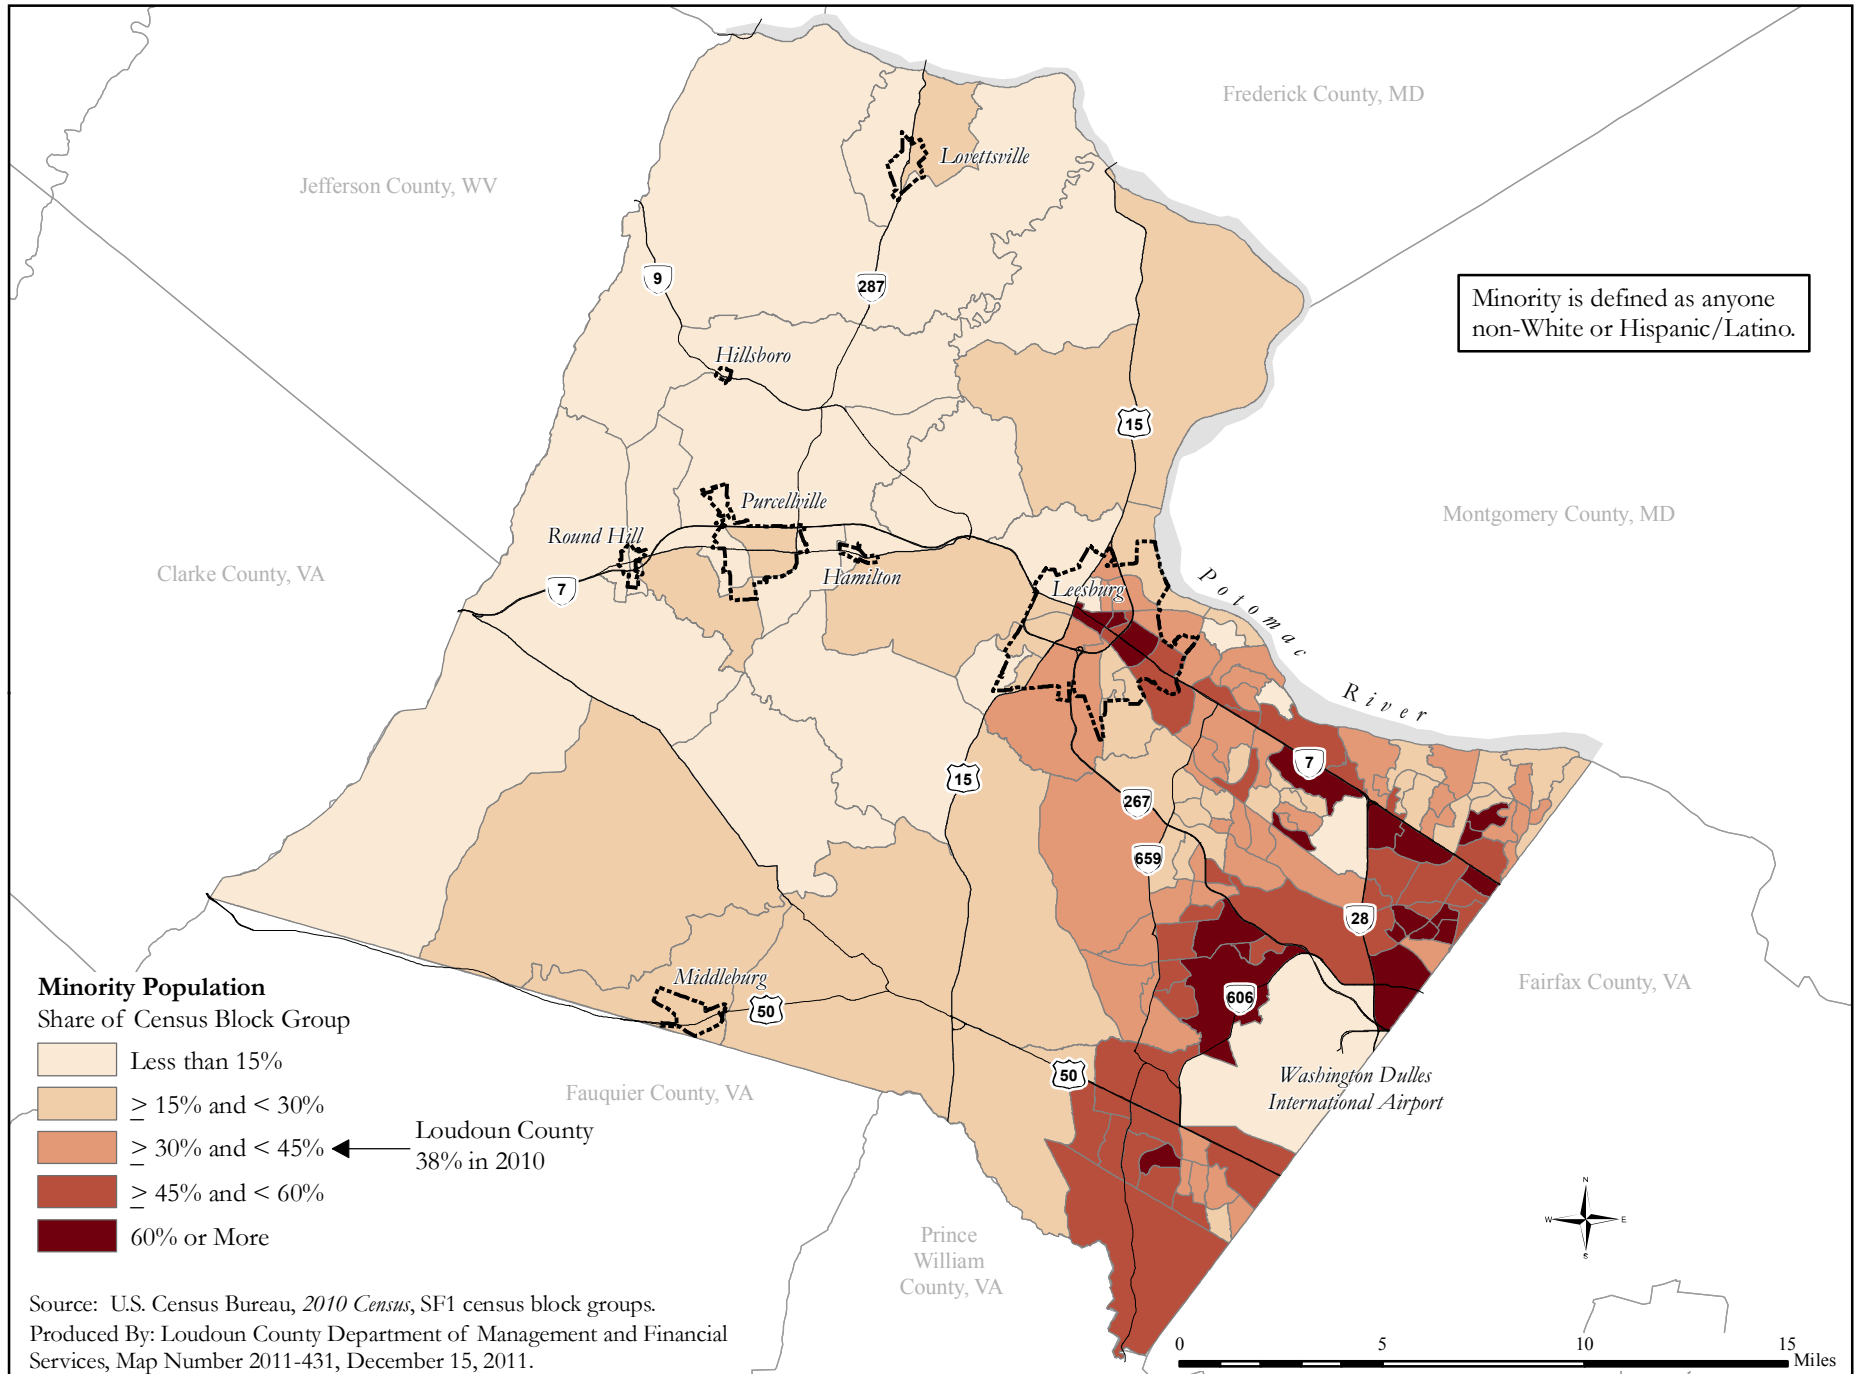 Frederick County, MD
Lovettsville
Jefferson County, WV
9
287
Minority is defined as anyone
non-White or Hispanic/Latino.
Hillsboro
15
Purcellville
Montgomery County, MD
Round Hill
Clarke County, VA
Hamilton
7
Leesburg
Potomac River
15
7
267
659
28
Middleburg
50
606
Fairfax County, VA
Minority Population
Share of Census Block Group
Less than 15%
≥ 15% and < 30%
≥ 30% and < 45%
≥ 45% and < 60%
60% or More
Loudoun County
38% in 2010
Fauquier County, VA
50
Washington Dulles
International Airport
Prince
William
County, VA
N
W E
S
Source: U.S. Census Bureau, 2010 Census, SF1 census block groups.
Produced By: Loudoun County Department of Management and Financial
Services, Map Number 2011-431, December 15, 2011.
0 5 10 15
Miles